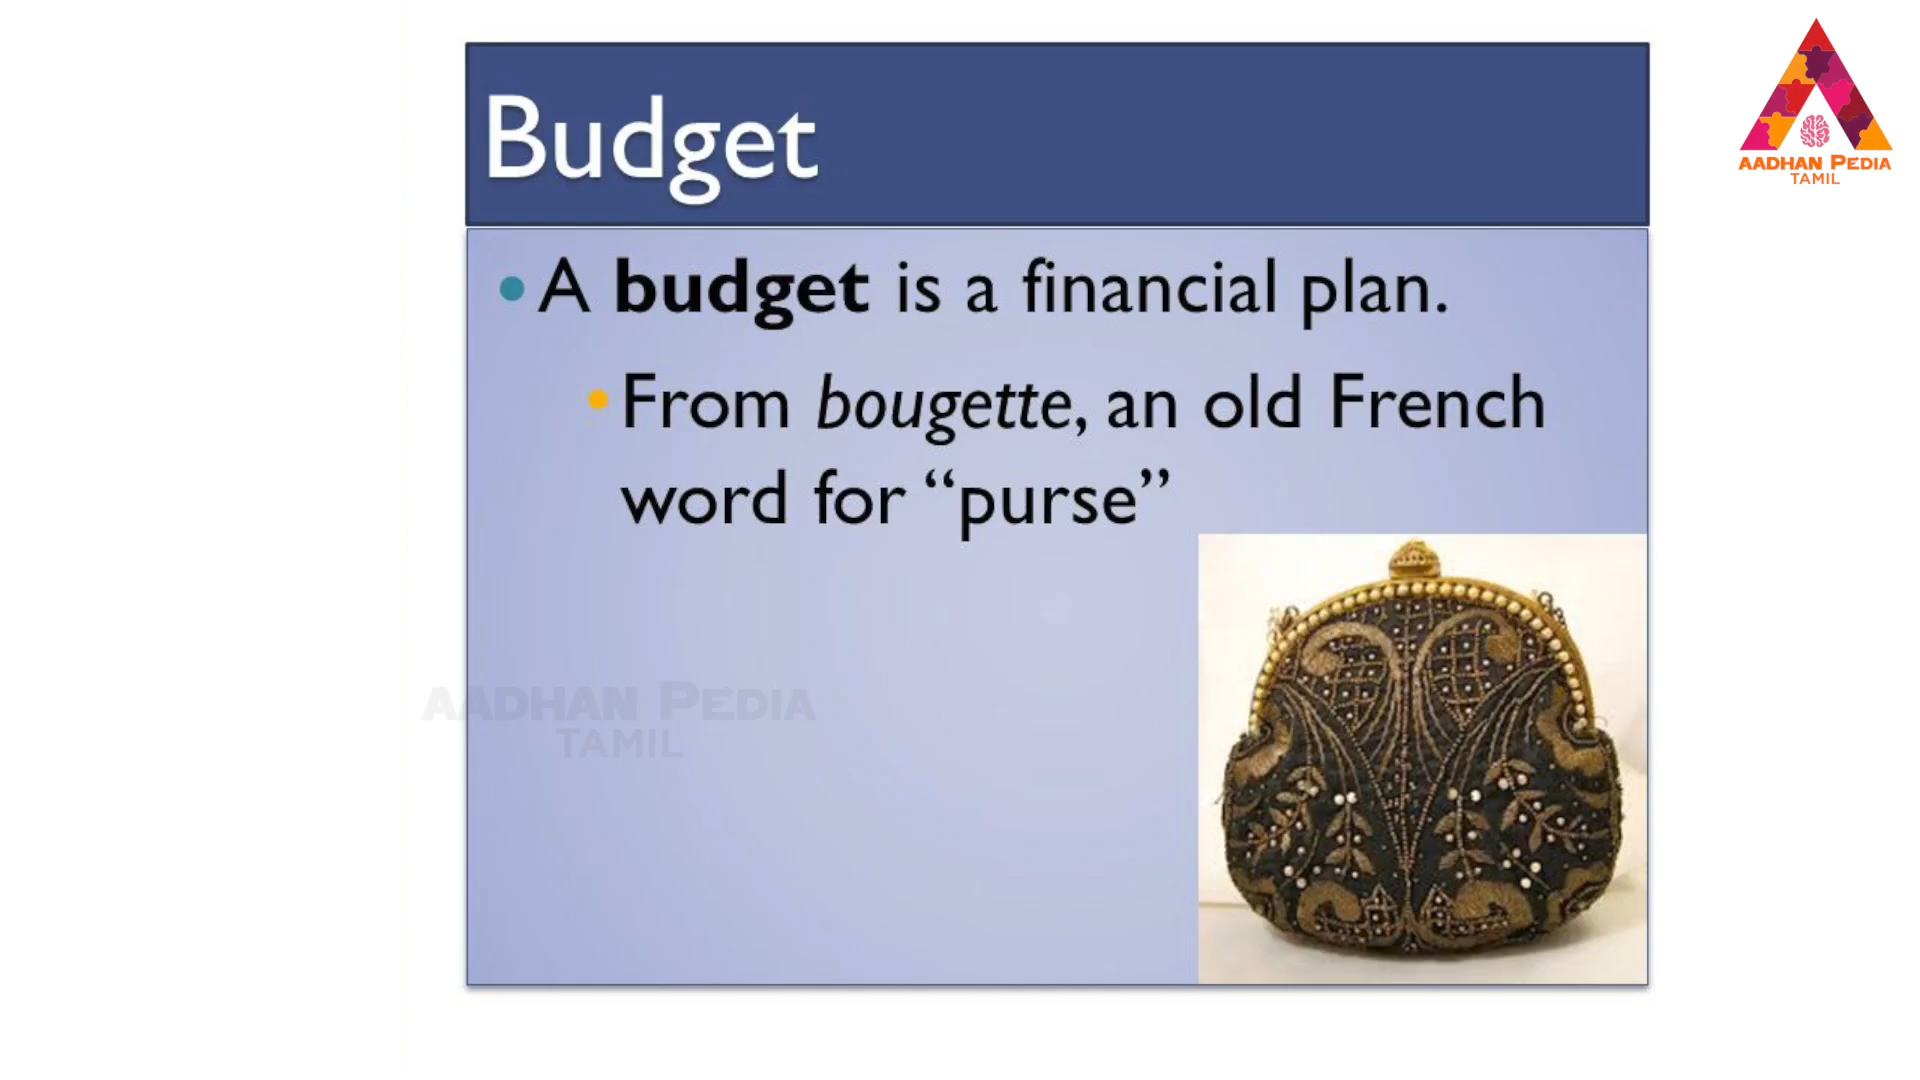 Budget
A budget is a financial plan.
From bougette, an old French
word for “purse”
AADHAN PEDIA
TAMIL
AADHAN PEDIA
TAMIL